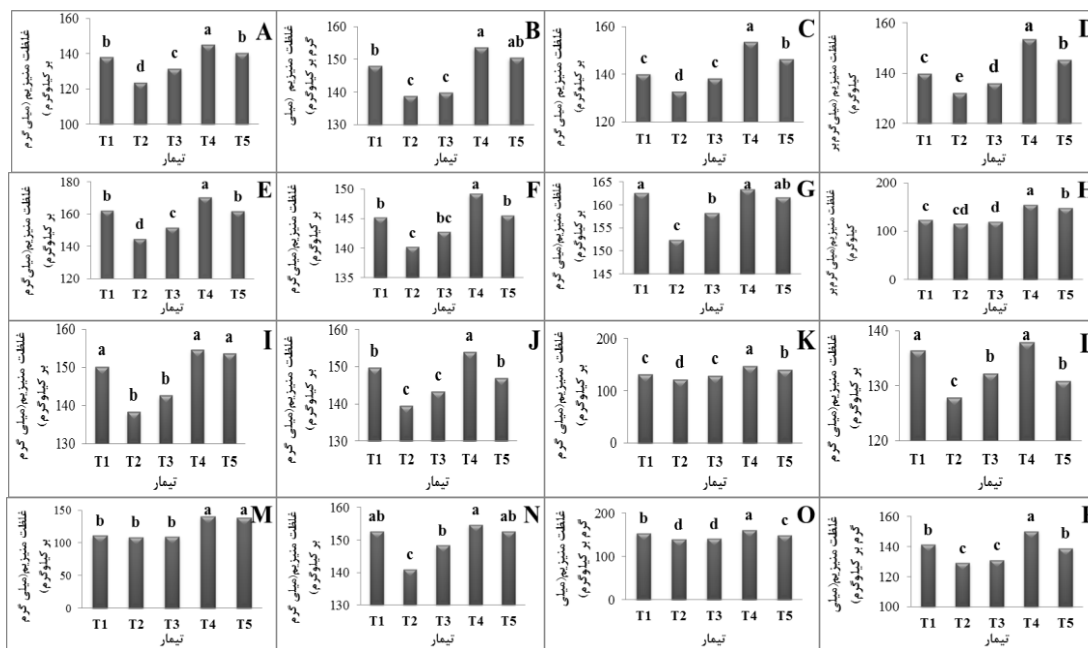 غلظت منیزیم (میلی گرم
بر کیلوگرم)
160
140
120
100
b
d
c
a
b
A
T1 T2 T3 T4 T5
تیمار
غلظت منیزیم (میلی
گرم بر کیلوگرم)
160
150
140
130
b
c
c
a
ab
B
T1 T2 T3 T4 T5
تیمار
غلظت منیزیم(میلی گرم
بر کیلوگرم)
160
140
120
c
d
c
a
b
C
T1 T2 T3 T4 T5
تیمار
غلظت منیزیم(میلی گرم بر
کیلوگرم)
160
140
120
c
e
d
a
b
D
T1 T2 T3 T4 T5
تیمار
غلظت منیزیم(میلی گرم
بر کیلوگرم)
180
160
140
120
b
d
c
a
b
E
T1 T2 T3 T4 T5
تیمار
غلظت منیزیم(میلی گرم
بر کیلوگرم)
150
145
140
135
b
c
bc
a
b
F
T1 T2 T3 T4 T5
تیمار
غلظت منیزیم(میلی گرم
بر کیلوگرم)
165
160
155
150
145
a
c
b
a
ab
G
T1 T2 T3 T4 T5
تیمار
غلظت منیزیم(میلی گرم بر
کیلوگرم)
200
100
0
c
cd
d
a
b
H
T1 T2 T3 T4 T5
تیمار
غلظت منیزیم(میلی گرم
بر کیلوگرم)
160
150
140
130
a
b
b
a
a
I
T1 T2 T3 T4 T5
تیمار
غلظت منیزیم(میلی گرم
بر کیلوگرم)
160
150
140
130
b
c
c
a
b
J
T1 T2 T3 T4 T5
تیمار
غلظت منیزیم(میلی گرم
بر کیلوگرم)
200
150
100
50
0
c
d
c
a
b
K
T1 T2 T3 T4 T5
تیمار
غلظت منیزیم(میلی گرم
بر کیلوگرم)
140
130
120
a
c
b
a
b
L
T1 T2 T3 T4 T5
تیمار
غلظت منیزیم(میلی گرم
بر کیلوگرم)
150
100
50
0
b
b
b
a
a
M
T1 T2 T3 T4 T5
تیمار
غلظت منیزیم(میلی گرم
بر کیلوگرم)
160
150
140
130
ab
c
b
a
ab
N
T1 T2 T3 T4 T5
تیمار
غلظت منیزیم(میلی
گرم بر کیلوگرم)
200
150
100
50
0
b
d
d
a
c
O
T1 T2 T3 T4 T5
تیمار
غلظت منیزیم(میلی
گرم بر کیلوگرم)
160
140
120
100
b
c
c
a
b
P
T1 T2 T3 T4 T5
تیمار